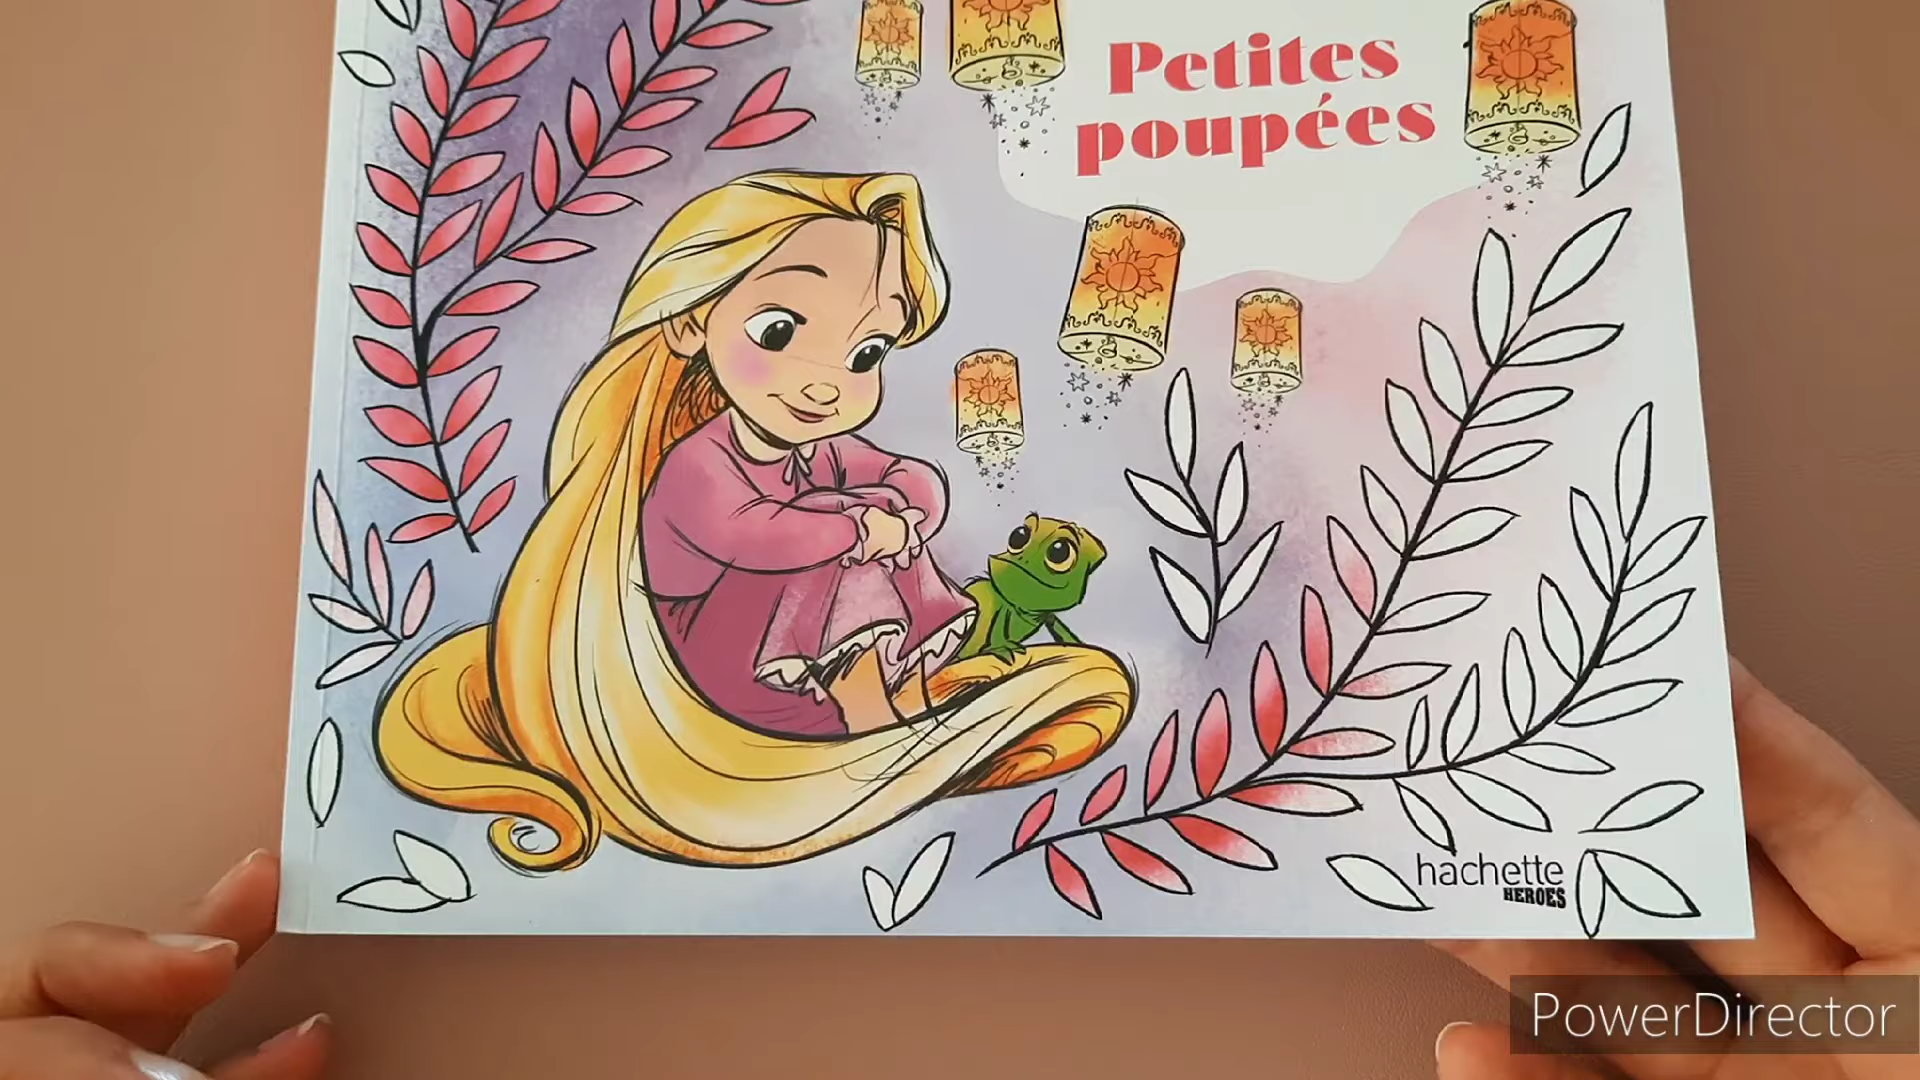 Petites
poupées
hachette
HEROES
PowerDirector